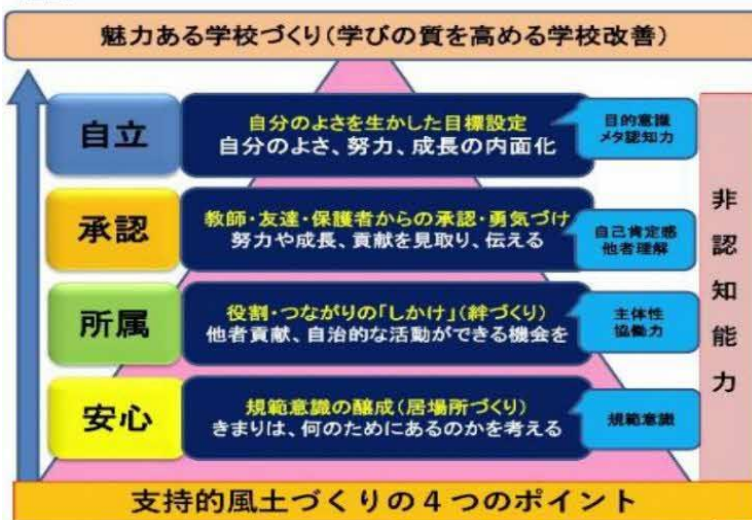 魅力ある学校づくり(学びの質を高める学校改善)
自立
自分のよさを生かした目標設定
自分のよさ、努力、成長の内面化
目的意識
メタ認知力
承認
教師・友達・保護者からの承認・勇気づけ
努力や成長、貢献を見取り、伝える
自己肯定感
他者理解
所属
役割・つながりの「しかけ」(絆づくり)
他者貢献、自治的な活動ができる機会を
主体性
協働力
安心
規範意識の醸成(居場所づくり)
きまりは、何のためにあるのかを考える
規範意識
非認知能力
支持的風土づくりの4つのポイント